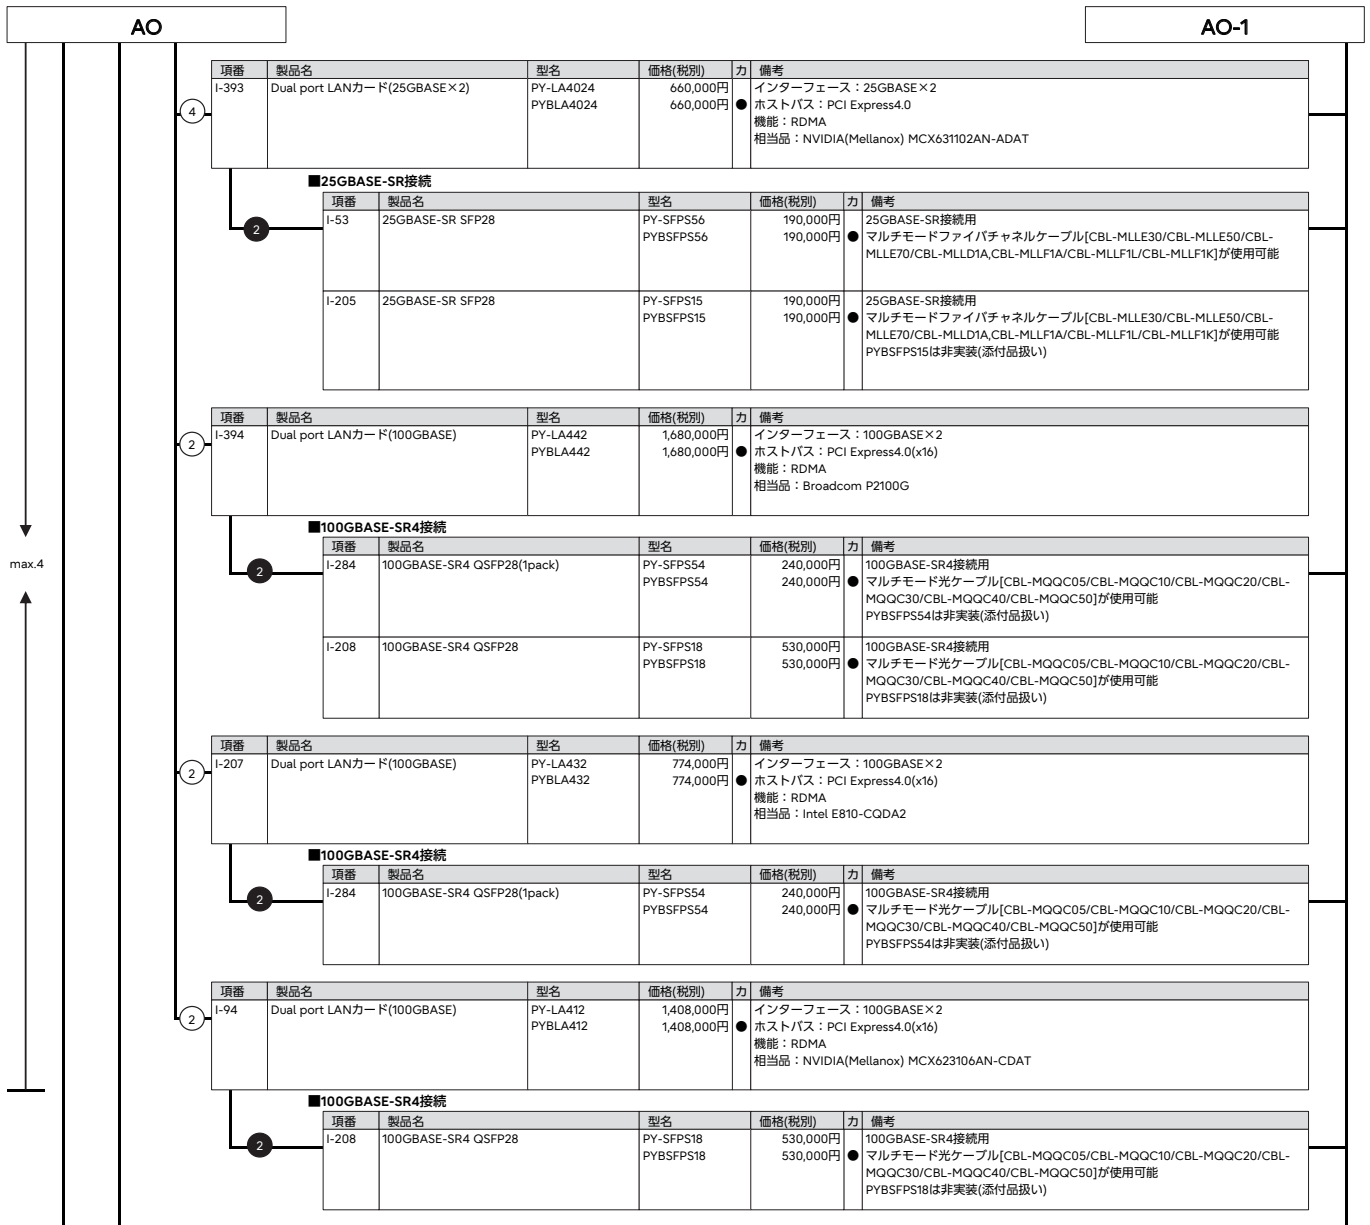 AO
AO-1
項番 製品名 型名 価格(税別) カ 備考
I-393 Dual port LANカード(25GBASE×2) PY-LA4024 660,000円 インターフェース：25GBASE×2
4 PYBLA4024 660,000円 ● ホストバス：PCI Express4.0
機能：RDMA
相当品：NVIDIA(Mellanox) MCX631102AN-ADAT
■25GBASE-SR接続
項番 製品名 型名 価格(税別) カ 備考
I-53 25GBASE-SR SFP28 PY-SFPS56 190,000円 25GBASE-SR接続用
2 PYBSFPS56 190,000円 ● マルチモードファイバチャネルケーブル[CBL-MLLE30/CBL-MLLE50/CBL-
MLLE70/CBL-MLLD1A,CBL-MLLF1A/CBL-MLLF1L/CBL-MLLF1K]が使用可能
I-205 25GBASE-SR SFP28 PY-SFPS15 190,000円 25GBASE-SR接続用
PYBSFPS15 190,000円 ● マルチモードファイバチャネルケーブル[CBL-MLLE30/CBL-MLLE50/CBL-
MLLE70/CBL-MLLD1A,CBL-MLLF1A/CBL-MLLF1L/CBL-MLLF1K]が使用可能
PYBSFPS15は非実装(添付品扱い)
項番 製品名 型名 価格(税別) カ 備考
I-394 Dual port LANカード(100GBASE) PY-LA442 1,680,000円 インターフェース：100GBASE×2
2 PYBLA442 1,680,000円 ● ホストバス：PCI Express4.0(x16)
機能：RDMA
相当品：Broadcom P2100G
■100GBASE-SR4接続
項番 製品名 型名 価格(税別) カ 備考
max.4
I-284 100GBASE-SR4 QSFP28(1pack) PY-SFPS54 240,000円 100GBASE-SR4接続用
2 PYBSFPS54 240,000円 ● マルチモード光ケーブル[CBL-MQQC05/CBL-MQQC10/CBL-MQQC20/CBL-
MQQC30/CBL-MQQC40/CBL-MQQC50]が使用可能
PYBSFPS54は非実装(添付品扱い)
I-208 100GBASE-SR4 QSFP28 PY-SFPS18 530,000円 100GBASE-SR4接続用
PYBSFPS18 530,000円 ● マルチモード光ケーブル[CBL-MQQC05/CBL-MQQC10/CBL-MQQC20/CBL-
MQQC30/CBL-MQQC40/CBL-MQQC50]が使用可能
PYBSFPS18は非実装(添付品扱い)
項番 製品名 型名 価格(税別) カ 備考
I-207 Dual port LANカード(100GBASE) PY-LA432 774,000円 インターフェース：100GBASE×2
2 PYBLA432 774,000円 ● ホストバス：PCI Express4.0(x16)
機能：RDMA
相当品：Intel E810-CQDA2
■100GBASE-SR4接続
項番 製品名 型名 価格(税別) カ 備考
I-284 100GBASE-SR4 QSFP28(1pack) PY-SFPS54 240,000円 100GBASE-SR4接続用
2 PYBSFPS54 240,000円 ● マルチモード光ケーブル[CBL-MQQC05/CBL-MQQC10/CBL-MQQC20/CBL-
MQQC30/CBL-MQQC40/CBL-MQQC50]が使用可能
PYBSFPS54は非実装(添付品扱い)
項番 製品名 型名 価格(税別) カ 備考
I-94 Dual port LANカード(100GBASE) PY-LA412 1,408,000円 インターフェース：100GBASE×2
2 PYBLA412 1,408,000円 ● ホストバス：PCI Express4.0(x16)
機能：RDMA
相当品：NVIDIA(Mellanox) MCX623106AN-CDAT
■100GBASE-SR4接続
項番 製品名 型名 価格(税別) カ 備考
I-208 100GBASE-SR4 QSFP28 PY-SFPS18 530,000円 100GBASE-SR4接続用
2 PYBSFPS18 530,000円 ● マルチモード光ケーブル[CBL-MQQC05/CBL-MQQC10/CBL-MQQC20/CBL-
MQQC30/CBL-MQQC40/CBL-MQQC50]が使用可能
PYBSFPS18は非実装(添付品扱い)